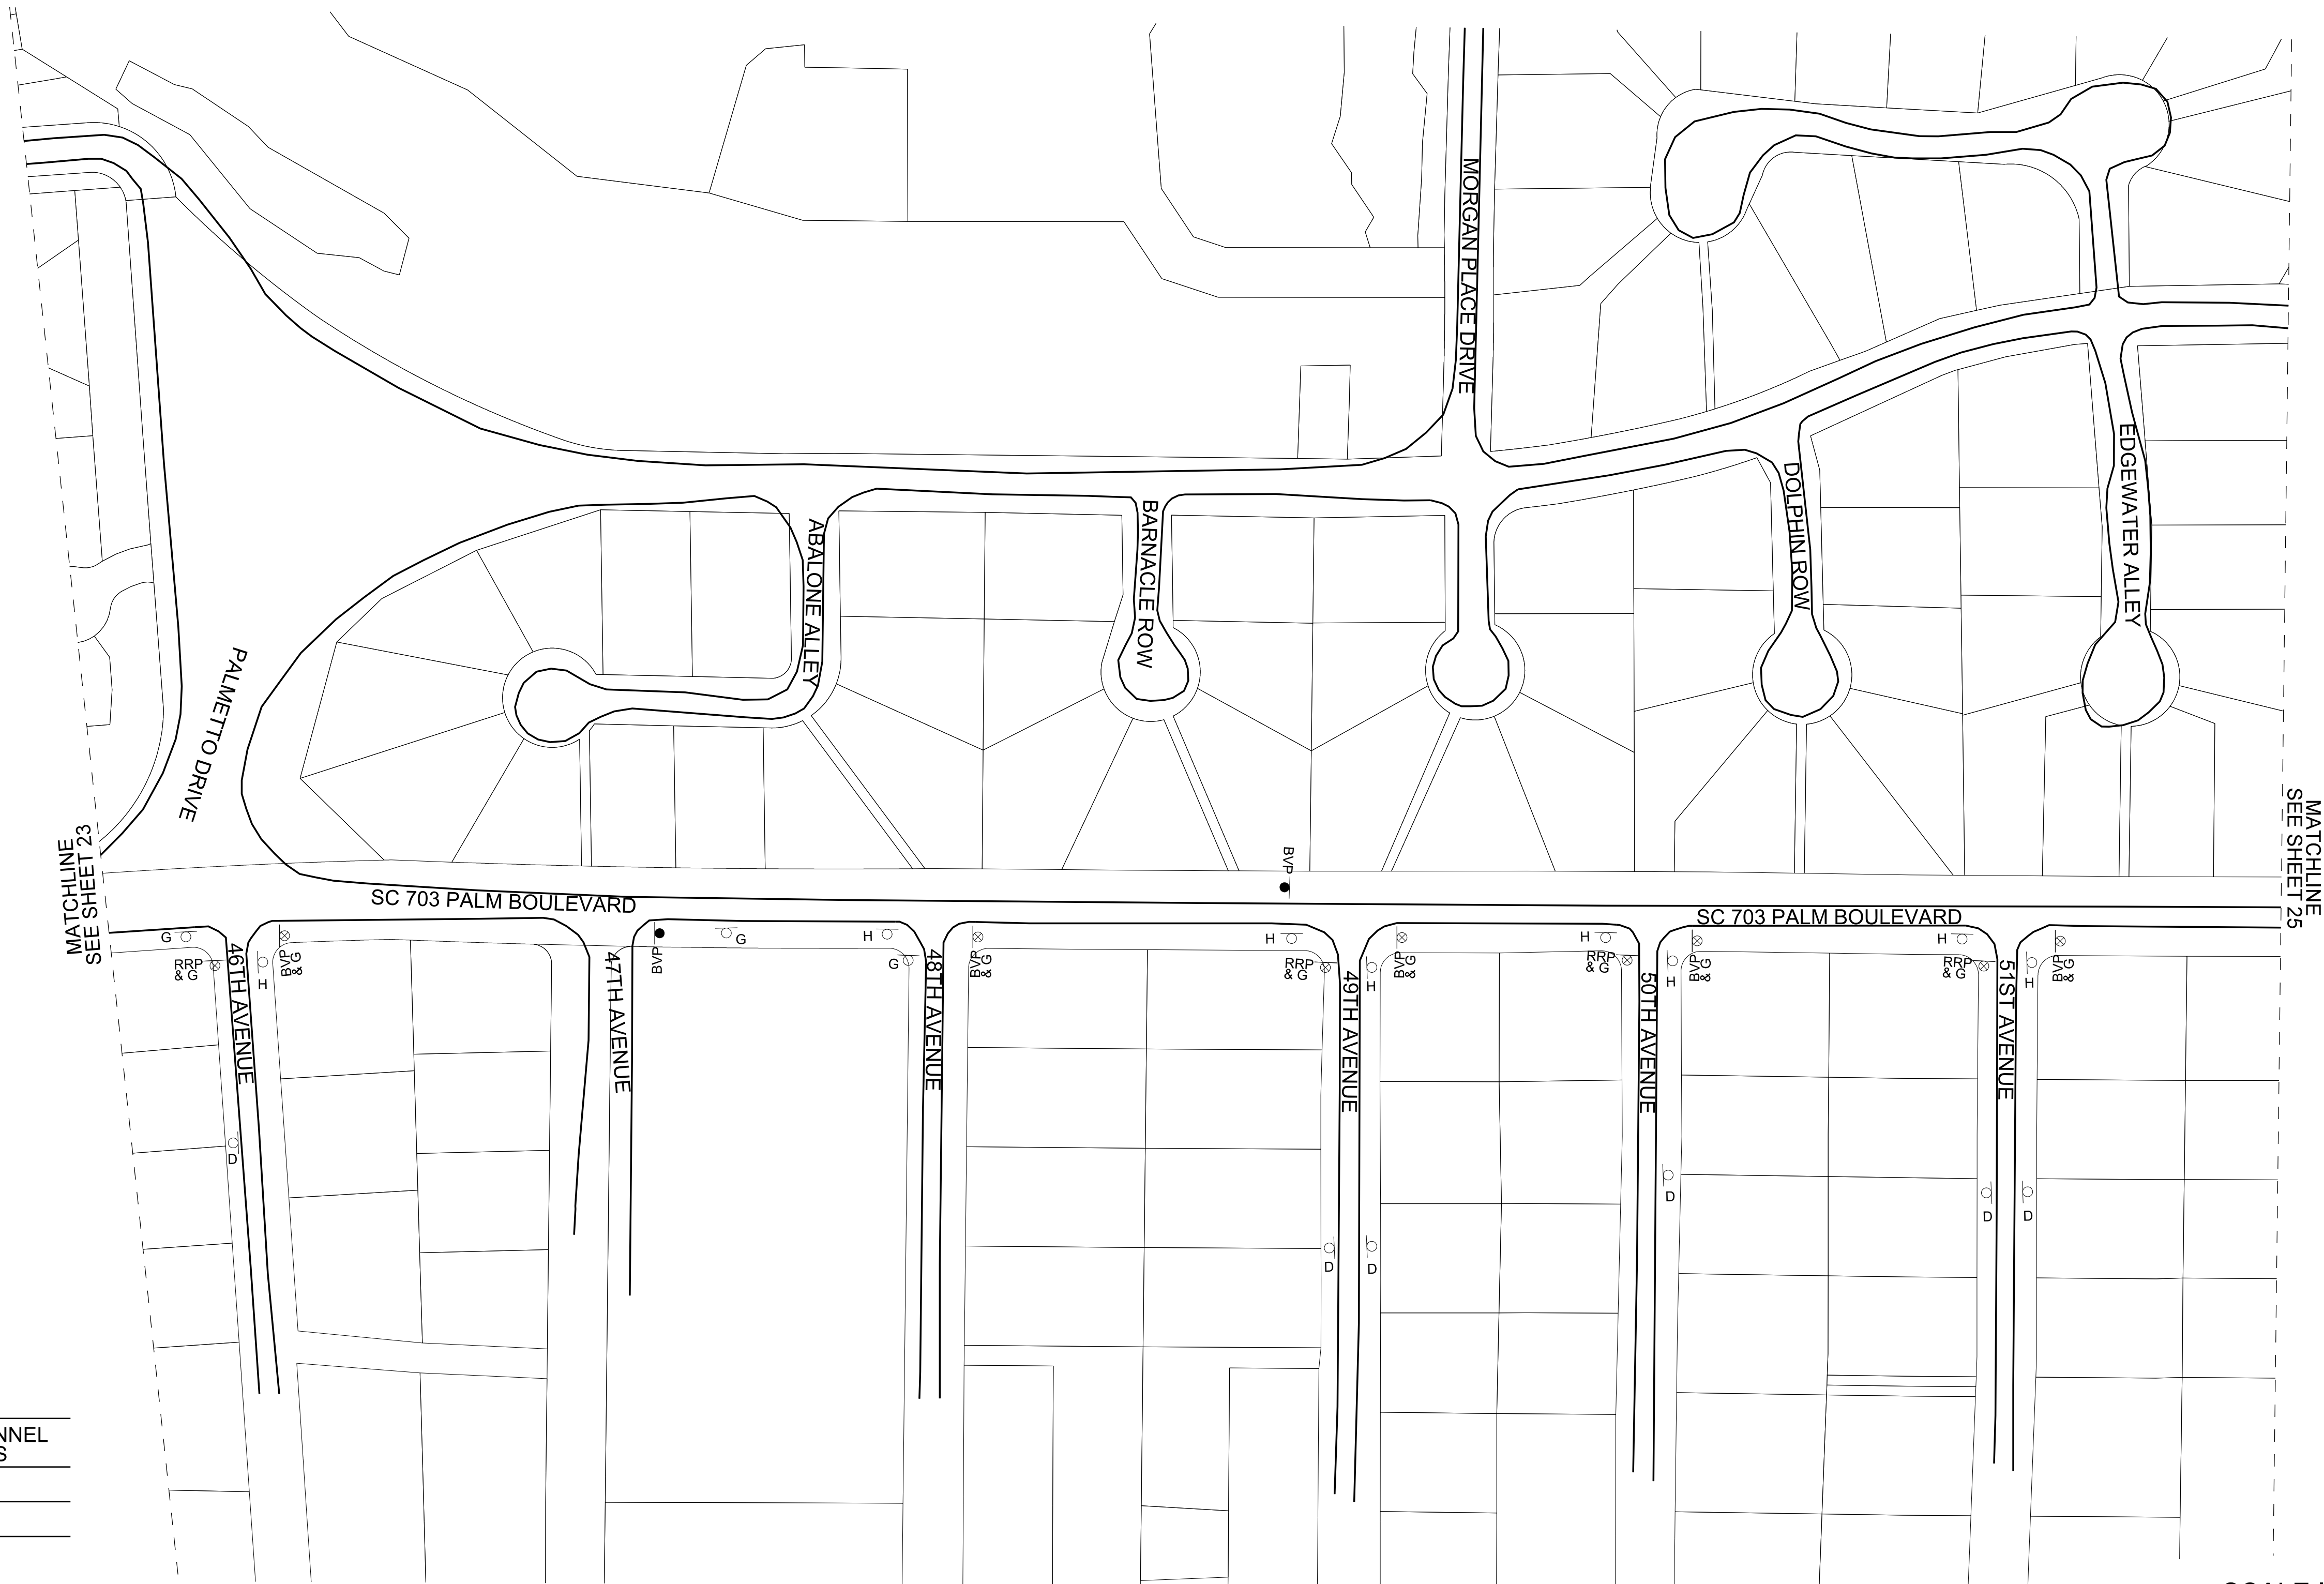 MORGAN PLACE DRIVE
ABALONE ALLEY
BARNACLE ROW
DOLPHIN ROW
EDGEWATER ALLEY
PALMETTO DRIVE
MATCHLINE
SEE SHEET 23
MATCHLINE
SEE SHEET 25
BVP
SC 703 PALM BOULEVARD
SC 703 PALM BOULEVARD
G
RRP
& G
46TH AVENUE
H
BVP
& G
D
47TH AVENUE
BVP
G
H
G
48TH AVENUE
BVP
& G
H
RRP
& G
49TH AVENUE
H
BVP
& G
D
D
H
RRP
& G
50TH AVENUE
H
BVP
& G
D
H
RRP
& G
51ST AVENUE
H
BVP
& G
D
D
NNEL
S